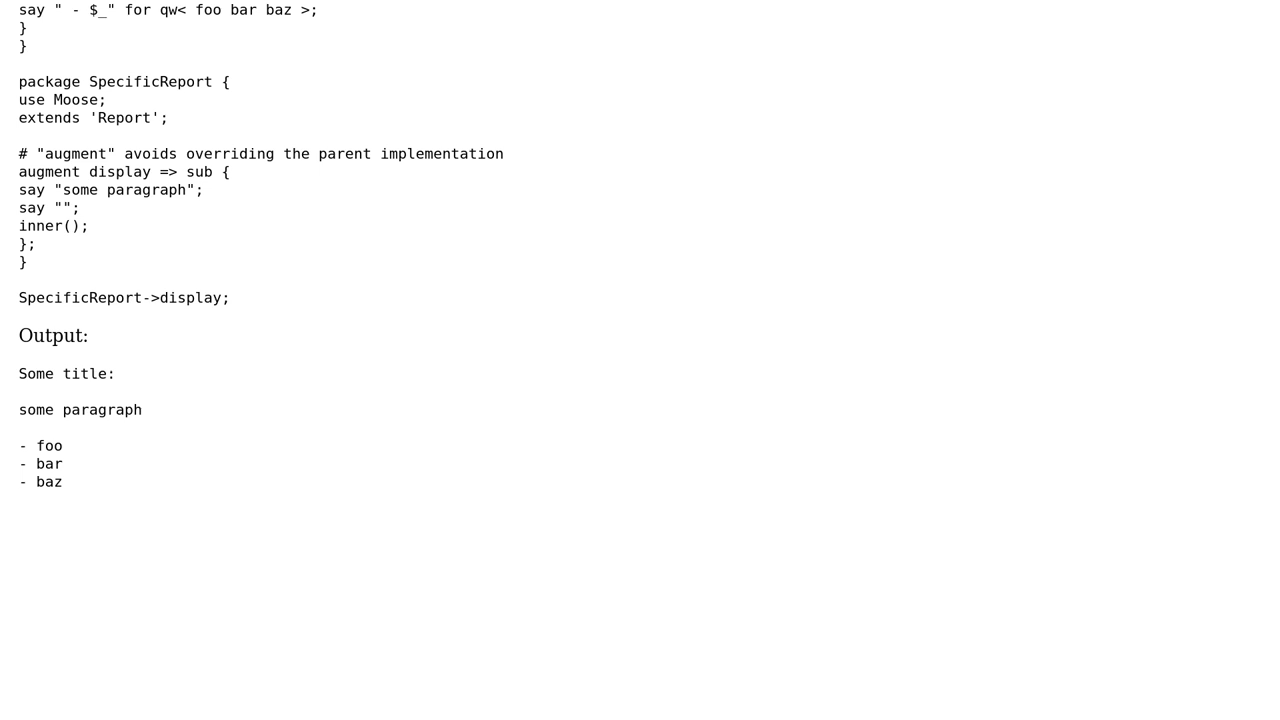 say " - $_" for qw< foo bar baz >;
}
}

package SpecificReport {
use Moose;
extends 'Report';

# "augment" avoids overriding the parent implementation
augment display => sub {
say "some paragraph";
say "";
inner();
};
}

SpecificReport->display;

Output:

Some title:

some paragraph

- foo
- bar
- baz